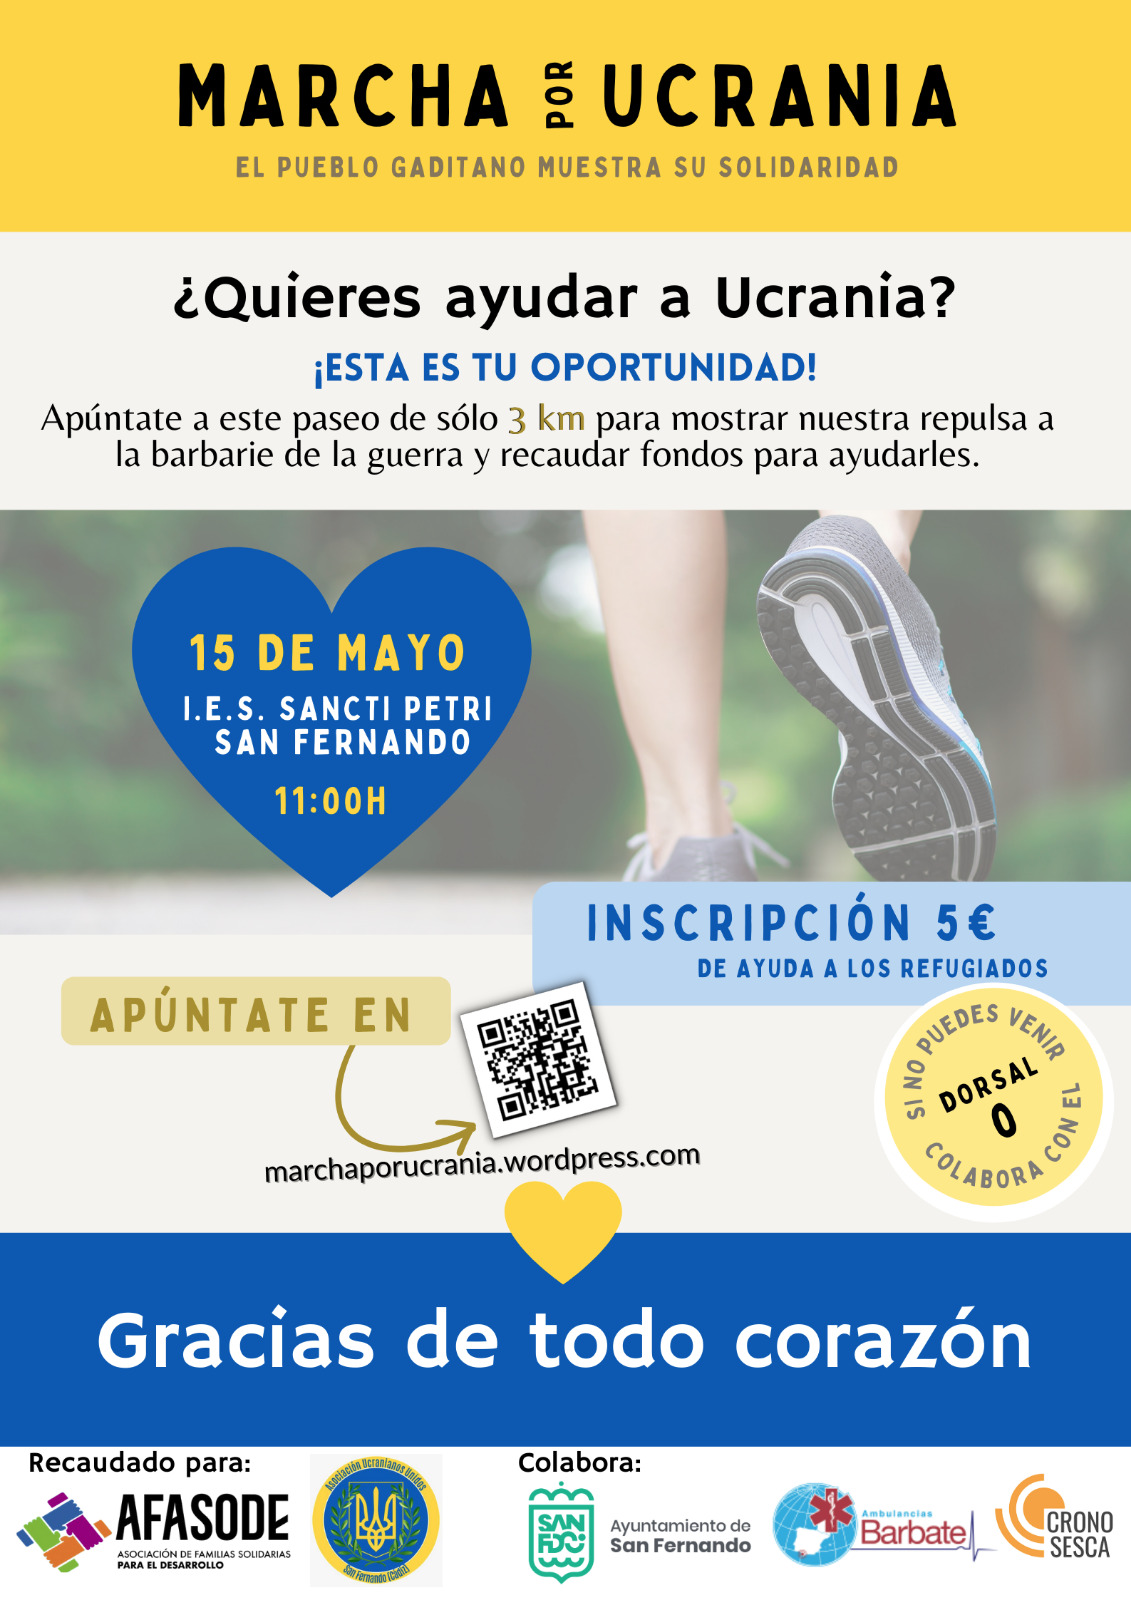 MARCHA POR UCRANIA
EL PUEBLO GADITANO MUESTRA SU SOLIDARIDAD
¿Quieres ayudar a Ucrania?
¡ESTA ES TU OPORTUNIDAD!
Apúntate a este paseo de sólo 3 km para mostrar nuestra repulsa a
la barbarie de la guerra y recaudar fondos para ayudarles.
15 DE MAYO
I.E.S. SANCTI PETRI
SAN FERNANDO
11:00H
INSCRIPCIÓN 5€
DE AYUDA A LOS REFUGIADOS
APÚNTATE EN
marchaporucrania.wordpress.com
SI NO PUEDES VENIR
DORSAL
0
COLABORA CON EL
Gracias de todo corazón
Recaudado para:
AFASODE
ASOCIACIÓN DE FAMILIAS SOLIDARIAS
PARA EL DESARROLLO
Asociación Ucranianos Unidos
San Fernando (Cádiz)
Colabora:
SAN
FDO
Ayuntamiento de
San Fernando
Ambulancias
Barbate
CRONO
SESCA